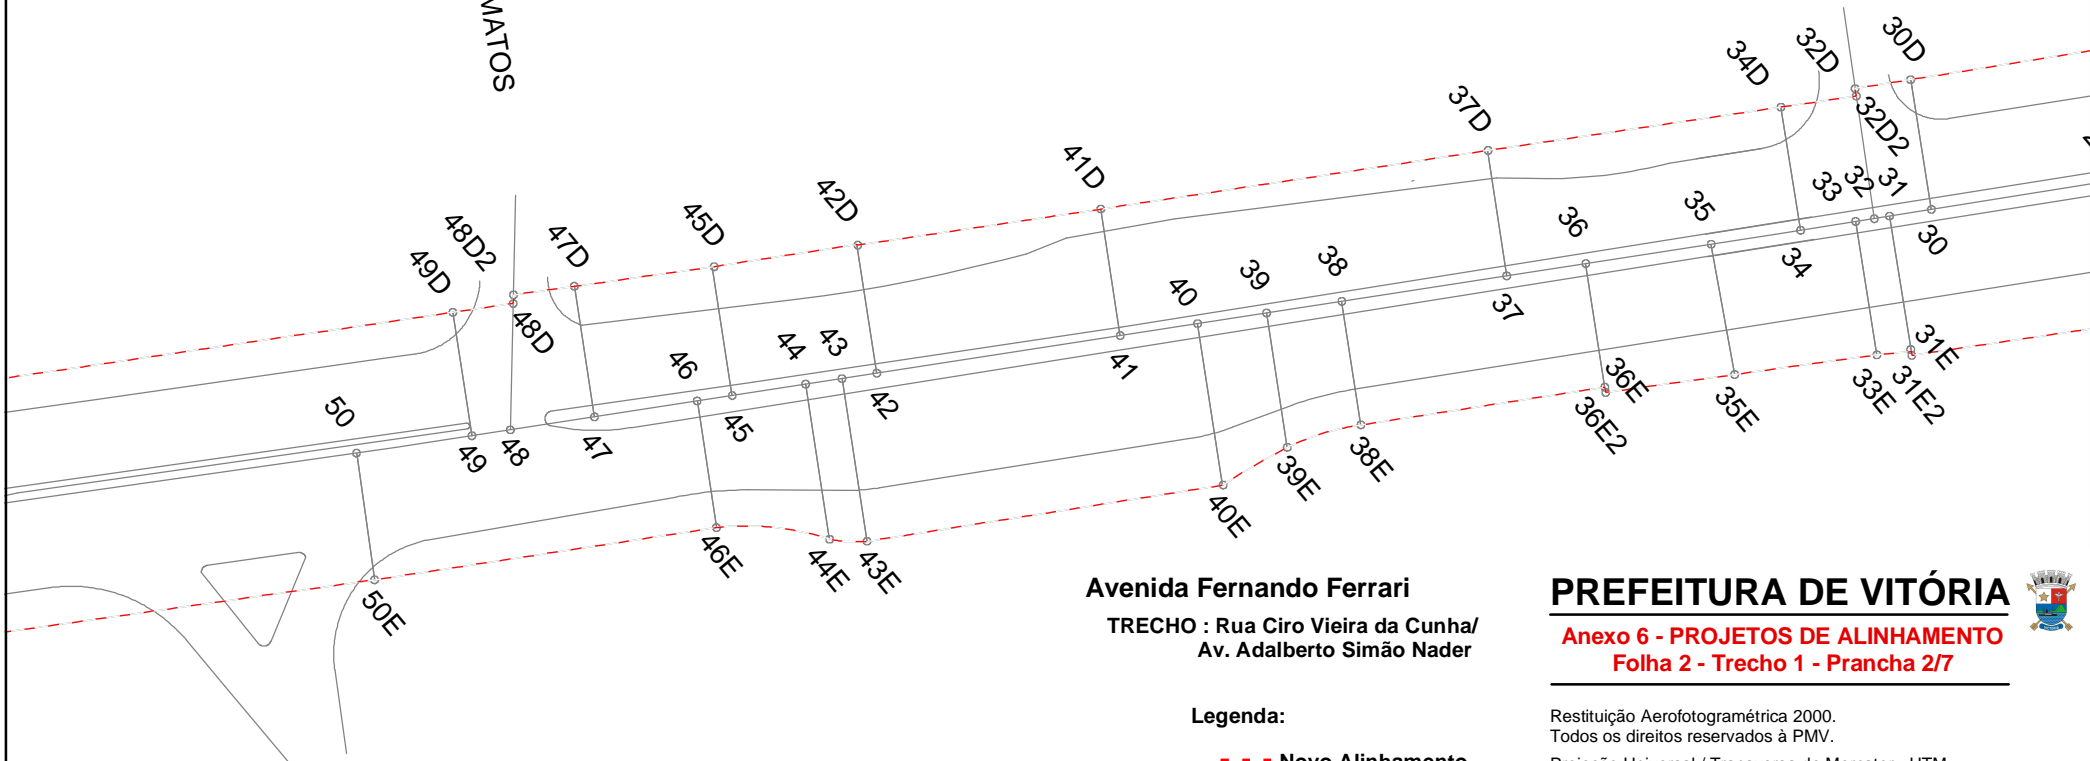 MATOS
49D
48D2
48D
47D
45D
42D
41D
37D
34D
32D
32D2
30D
50
49
48
47
46
45
44
43
42
41
40
39
38
37
36
35
34
33
32
31
30
50E
46E
44E
43E
40E
39E
38E
36E
36E2
35E
33E
31E
31E2
Avenida Fernando Ferrari
TRECHO : Rua Ciro Vieira da Cunha/
Av. Adalberto Simão Nader
Legenda:
Novo Alinhamento
PREFEITURA DE VITÓRIA
Anexo 6 - PROJETOS DE ALINHAMENTO
Folha 2 - Trecho 1 - Prancha 2/7
Restituição Aerofotogramétrica 2000.
Todos os direitos reservados à PMV.